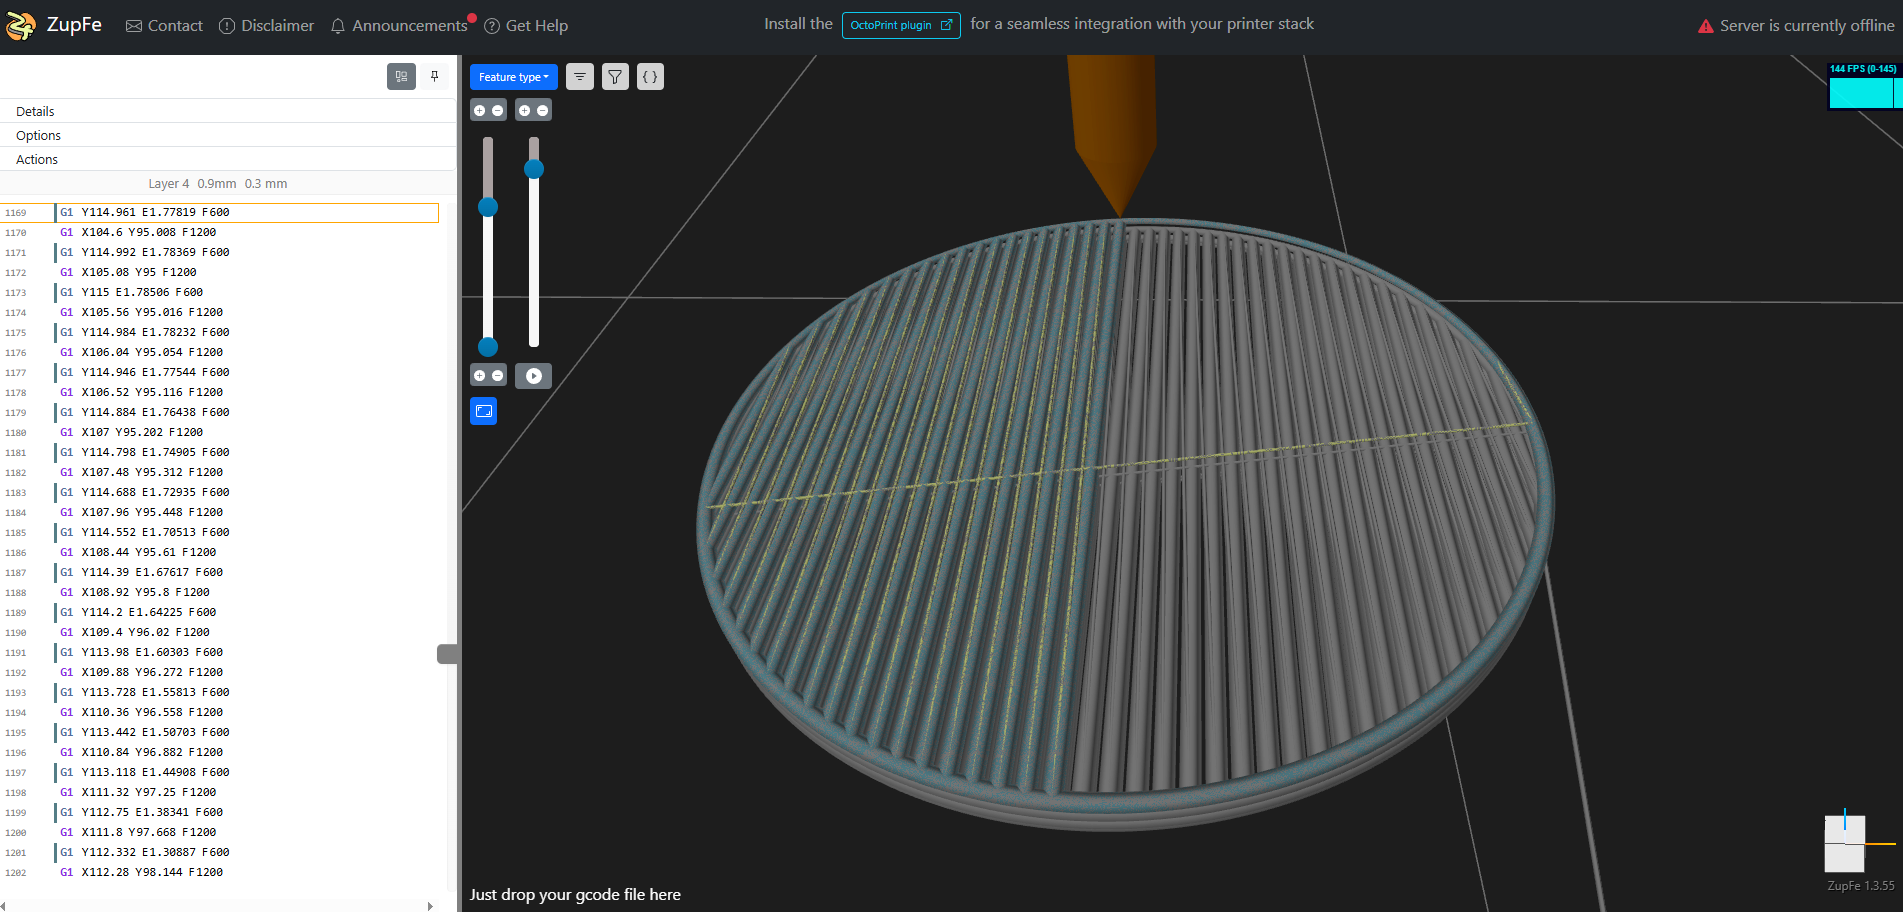 ZupFe Contact Disclaimer Announcements Get Help Install the OctoPrint plugin for a seamless integration with your printer stack Server is currently offline
Feature type { }
144 FPS (0-145)
Details
Options
Actions
Layer 4 0.9mm 0.3 mm
1169 G1 Y114.961 E1.77819 F600
1170 G1 X104.6 Y95.008 F1200
1171 G1 Y114.992 E1.78369 F600
1172 G1 X105.08 Y95 F1200
1173 G1 Y115 E1.78506 F600
1174 G1 X105.56 Y95.016 F1200
1175 G1 Y114.984 E1.78232 F600
1176 G1 X106.04 Y95.054 F1200
1177 G1 Y114.946 E1.77544 F600
1178 G1 X106.52 Y95.116 F1200
1179 G1 Y114.884 E1.76438 F600
1180 G1 X107 Y95.202 F1200
1181 G1 Y114.798 E1.74905 F600
1182 G1 X107.48 Y95.312 F1200
1183 G1 Y114.688 E1.72935 F600
1184 G1 X107.96 Y95.448 F1200
1185 G1 Y114.552 E1.70513 F600
1186 G1 X108.44 Y95.61 F1200
1187 G1 Y114.39 E1.67617 F600
1188 G1 X108.92 Y95.8 F1200
1189 G1 Y114.2 E1.64225 F600
1190 G1 X109.4 Y96.02 F1200
1191 G1 Y113.98 E1.60303 F600
1192 G1 X109.88 Y96.272 F1200
1193 G1 Y113.728 E1.55813 F600
1194 G1 X110.36 Y96.558 F1200
1195 G1 Y113.442 E1.50703 F600
1196 G1 X110.84 Y96.882 F1200
1197 G1 Y113.118 E1.44908 F600
1198 G1 X111.32 Y97.25 F1200
1199 G1 Y112.75 E1.38341 F600
1200 G1 X111.8 Y97.668 F1200
1201 G1 Y112.332 E1.30887 F600
1202 G1 X112.28 Y98.144 F1200
Just drop your gcode file here
ZupFe 1.3.55